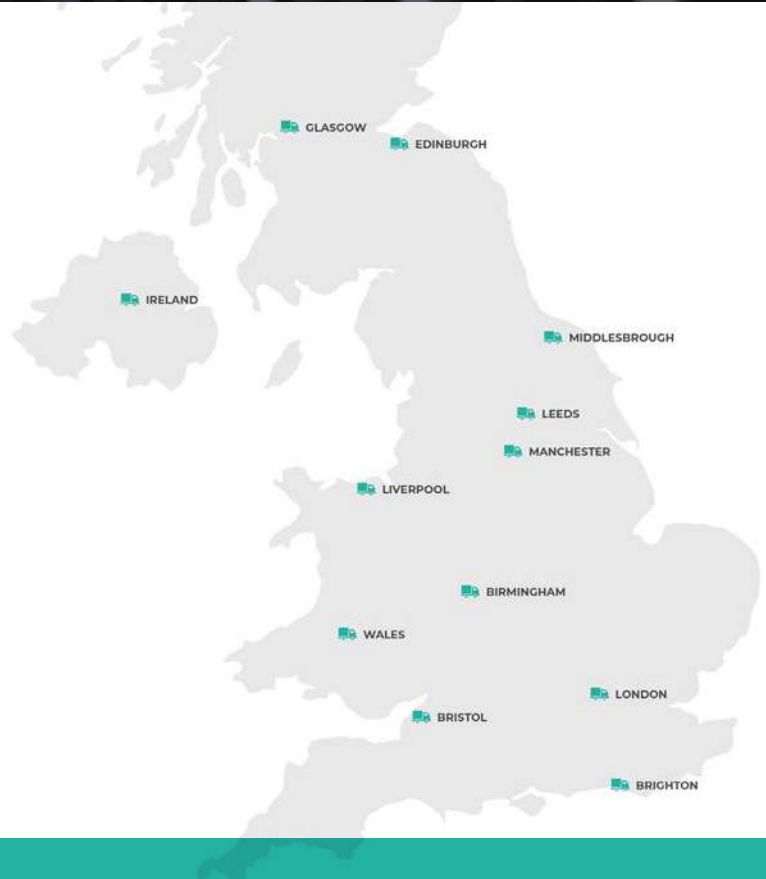 GLASGOW
EDINBURGH
IRELAND
MIDDLESBROUGH
LEEDS
MANCHESTER
LIVERPOOL
BIRMINGHAM
WALES
LONDON
BRISTOL
BRIGHTON